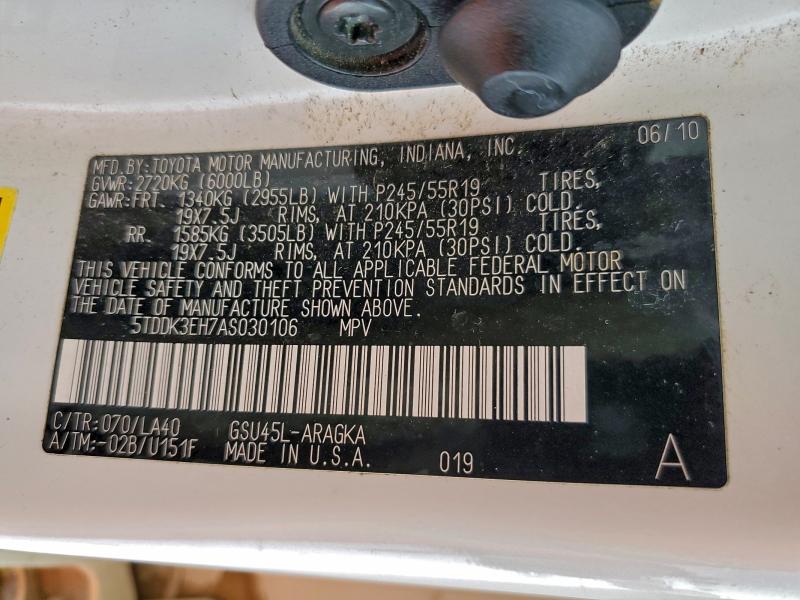 06/10
MFD.BY:TOYOTA MOTOR MANUFACTURING, INDIANA, INC.
GVWR:2720KG (6000LB)
GAWR:FRT. 1340KG (2955LB) WITH P245/55R19 TIRES,
19X7.5J RIMS, AT 210KPA (30PSI) COLD.
RR. 1585KG (3505LB) WITH P245/55R19 TIRES,
19X7.5J RIMS, AT 210KPA (30PSI) COLD.
THIS VEHICLE CONFORMS TO ALL APPLICABLE FEDERAL MOTOR
VEHICLE SAFETY AND THEFT PREVENTION STANDARDS IN EFFECT ON
THE DATE OF MANUFACTURE SHOWN ABOVE.
5TDDK3EH7AS030106 MPV
C/TR:070/LA40 GSU45L-ARAGKA
A/TM:-02B/U151F MADE IN U.S.A. 019 A